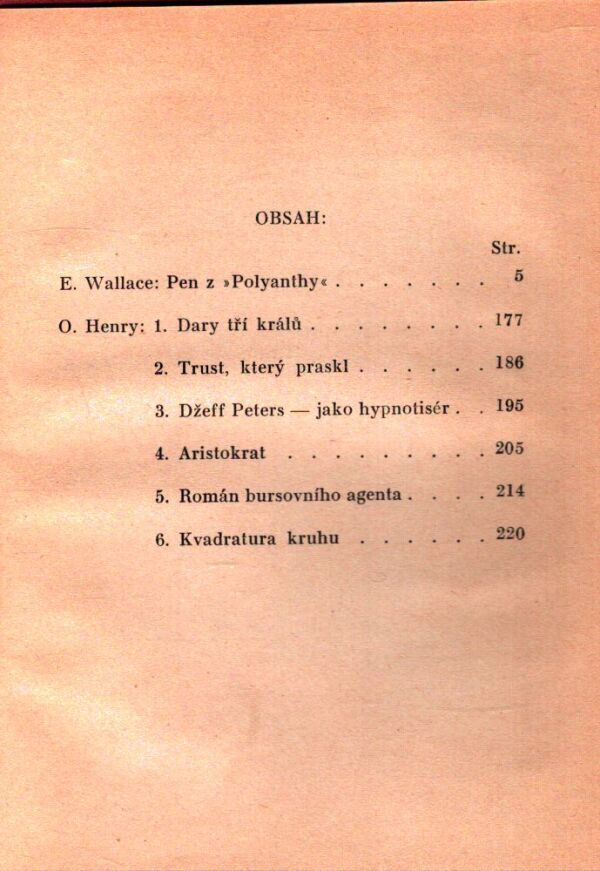 OBSAH:
Str.
E. Wallace: Pen z »Polyanthy« . . . . . . . 5
O. Henry: 1. Dary tří králů . . . . . . . . 177
2. Trust, který praskl . . . . . . 186
3. Džeff Peters — jako hypnotisér . . 195
4. Aristokrat . . . . . . . . . 205
5. Román bursovního agenta . . . . 214
6. Kvadratura kruhu . . . . . . 220